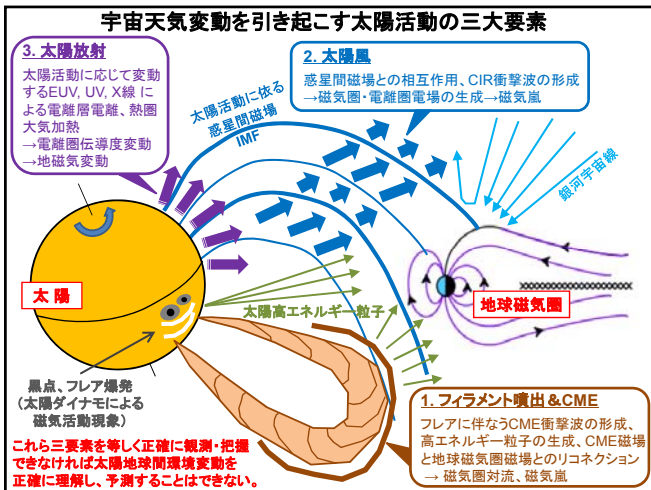 宇宙天気変動を引き起こす太陽活動の三大要素
3. 太陽放射
太陽活動に応じて変動
するEUV, UV, X線 に
よる電離層電離、熱圏
大気加熱
→電離圏伝導度変動
→地磁気変動
2. 太陽風
惑星間磁場との相互作用、CIR衝撃波の形成
→磁気圏・電離圏電場の生成→磁気嵐
太陽活動に依る
惑星間磁場
IMF
銀河宇宙線
太 陽
地球磁気圏
太陽高エネルギー粒子
黒点、フレア爆発
(太陽ダイナモによる
磁気活動現象)
1. フィラメント噴出&CME
フレアに伴なうCME衝撃波の形成、
高エネルギー粒子の生成、CME磁場
と地球磁気圏磁場とのリコネクション
→ 磁気圏対流、磁気嵐
これら三要素を等しく正確に観測・把握
できなければ太陽地球間環境変動を
正確に理解し、予測することはできない。